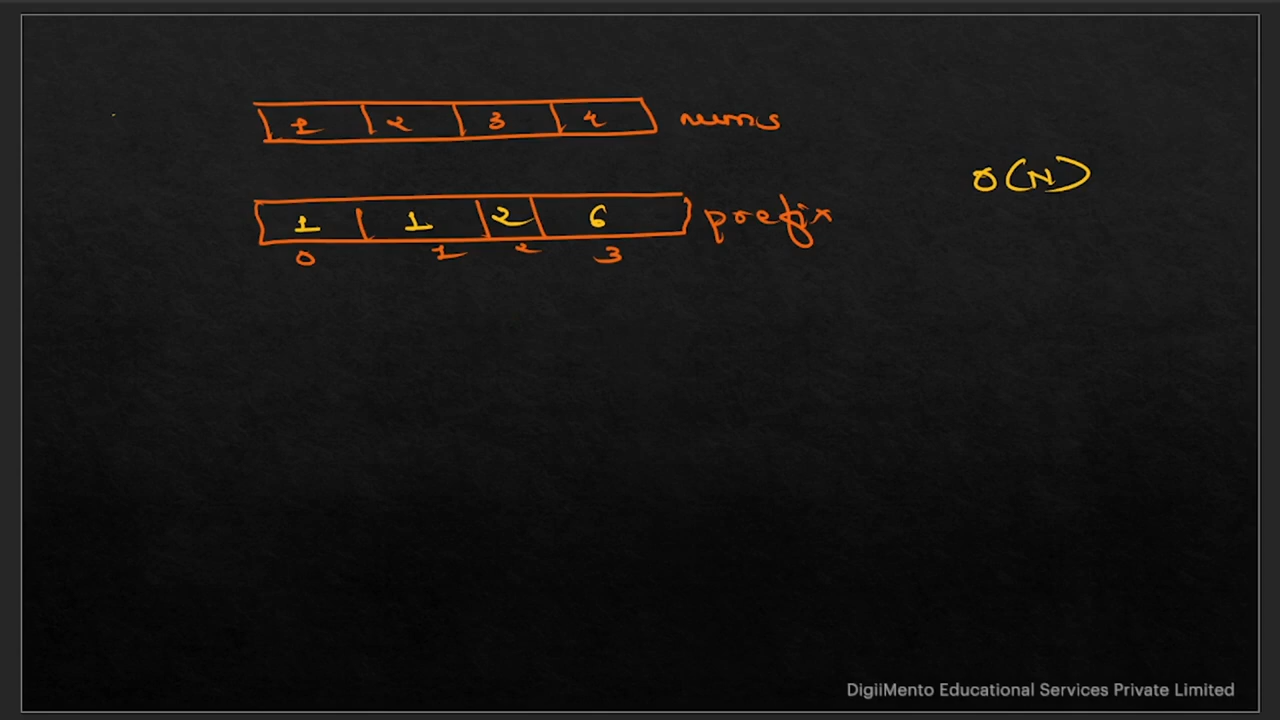 1 2 3 4 nums
O(N)
1 1 2 6 prefix
0 1 2 3
DigiiMento Educational Services Private Limited